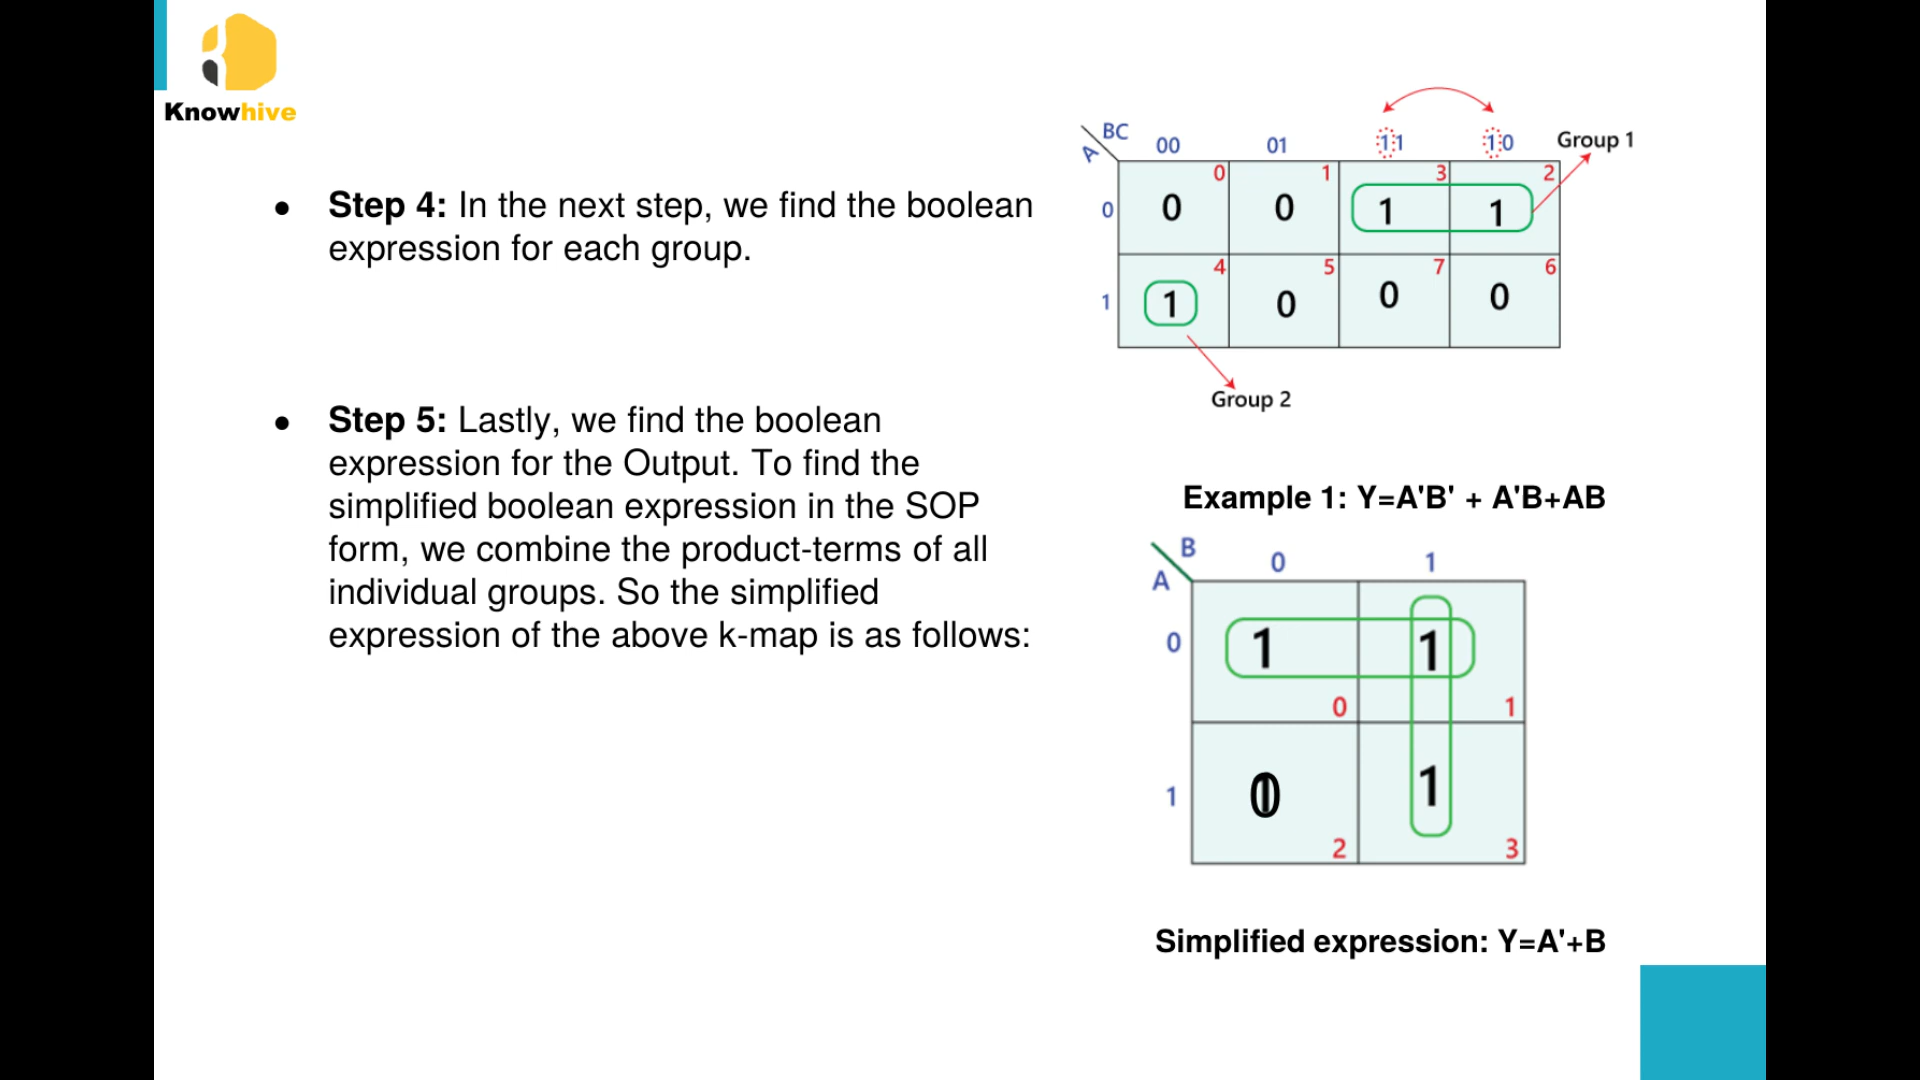 Knowhive
• Step 4: In the next step, we find the boolean
expression for each group.
• Step 5: Lastly, we find the boolean
expression for the Output. To find the
simplified boolean expression in the SOP
form, we combine the product-terms of all
individual groups. So the simplified
expression of the above k-map is as follows:
BC
A
00 01 11 10 Group 1
0 1 3 2
0 0 0 1 1
4 5 7 6
1 1 0 0 0
Group 2
Example 1: Y=A'B' + A'B+AB
B
A
0 1
0 1 1
0 1
1 0 1
2 3
Simplified expression: Y=A'+B